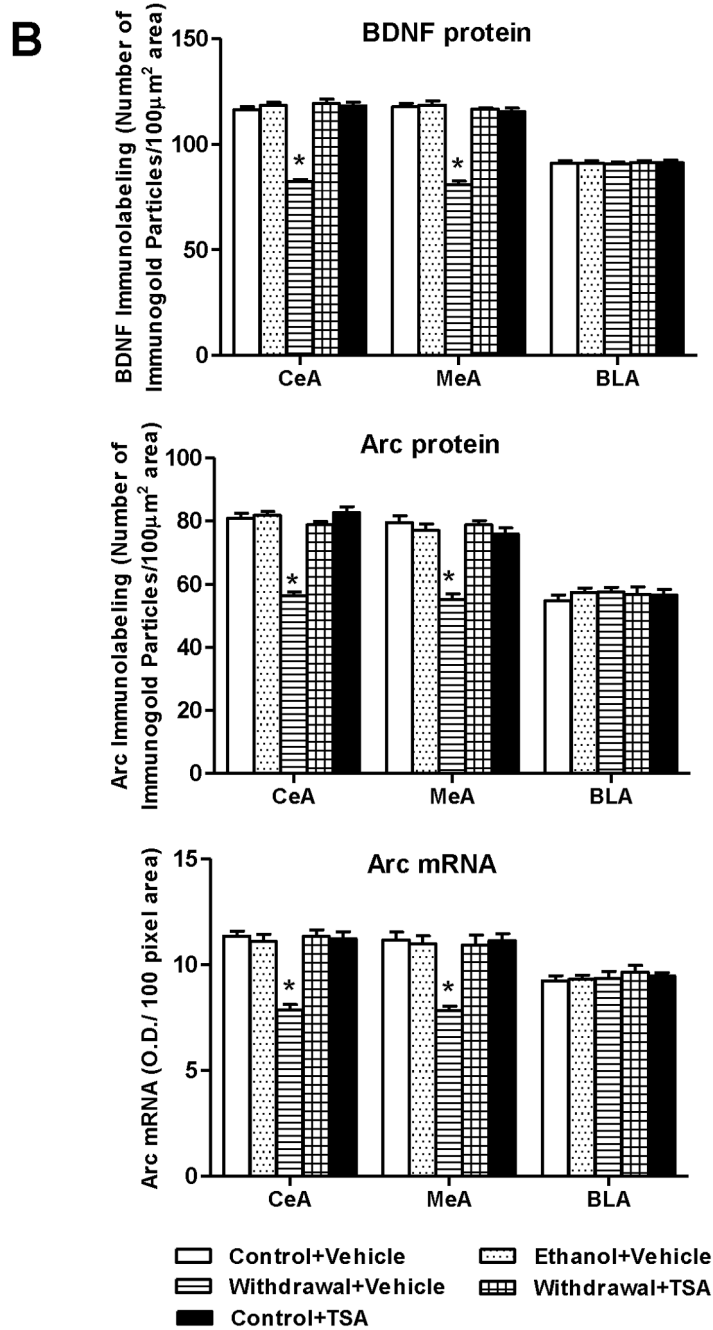 B
BDNF protein
BDNF Immunolabeling (Number of
Immunogold Particles/100μm² area)
150
100
50
0
*
*
CeA
MeA
BLA
Arc protein
Arc Immunolabeling (Number of
Immunogold Particles/100μm² area)
100
80
60
40
20
0
*
*
CeA
MeA
BLA
Arc mRNA
Arc mRNA (O.D./ 100 pixel area)
15
10
5
0
*
*
CeA
MeA
BLA
Control+Vehicle
Ethanol+Vehicle
Withdrawal+Vehicle
Withdrawal+TSA
Control+TSA